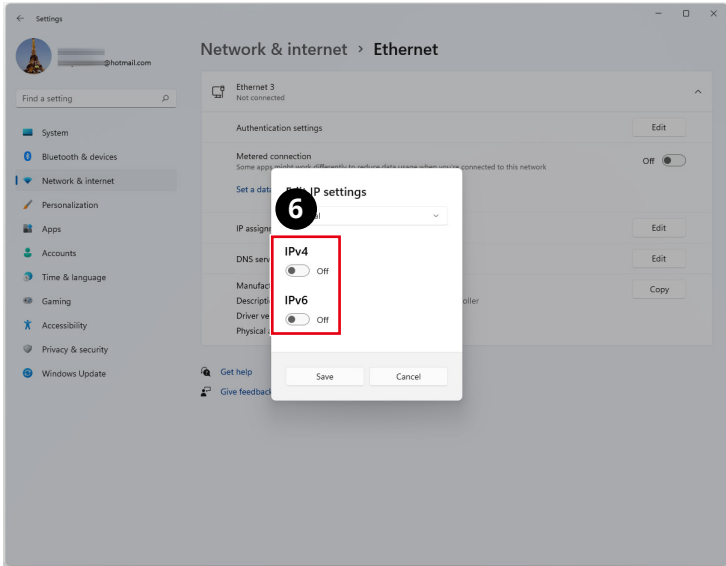 Settings
@hotmail.com
Find a setting
System
Bluetooth & devices
Network & internet
Personalization
Apps
Accounts
Time & language
Gaming
Accessibility
Privacy & security
Windows Update
Network & internet > Ethernet
Ethernet 3
Not connected
Authentication settings
Edit
Metered connection
Some apps might work differently to reduce data usage when you're connected to this network
Off
Set a data
IP assignm
Edit
DNS serv
Edit
Manufact
Copy
Descripti
oller
Driver ve
Physical a
Get help
Give feedback
IP settings
6
al
IPv4
Off
IPv6
Off
Save
Cancel